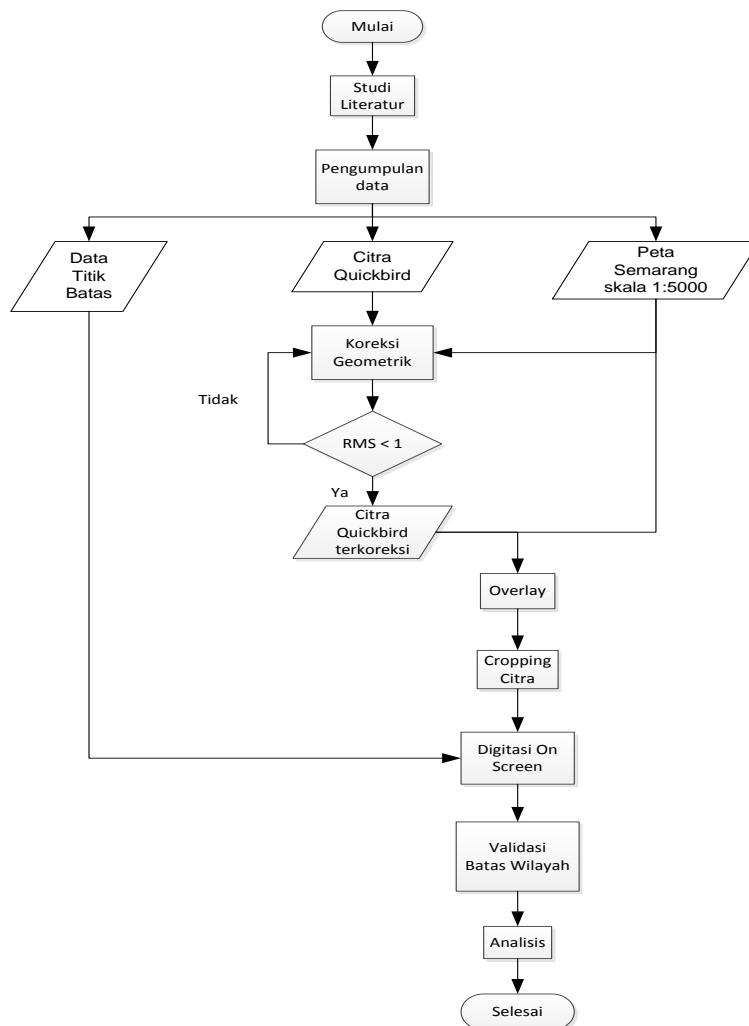 Mulai
Studi
Literatur
Pengumpulan
data
Data
Titik
Batas
Citra
Quickbird
Peta
Semarang
skala 1:5000
Koreksi
Geometrik
Tidak
RMS < 1
Ya
Citra
Quickbird
terkoreksi
Overlay
Cropping
Citra
Digitasi On
Screen
Validasi
Batas Wilayah
Analisis
Selesai